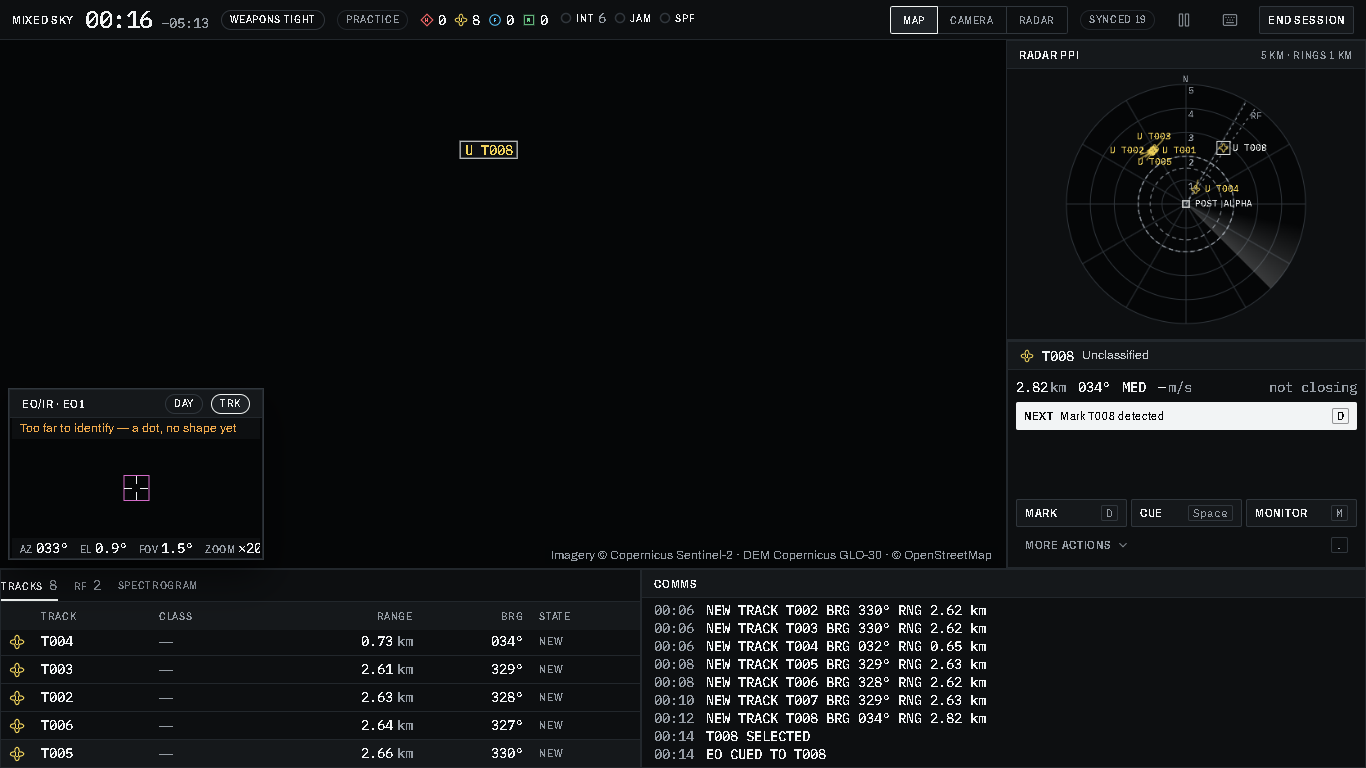 MIXED SKY 00:16 −05:13 WEAPONS TIGHT PRACTICE H 0 8 F 0 N 0 INT 6 JAM SPF MAP CAMERA RADAR SYNCED 19 END SESSION
U T008
Imagery © Copernicus Sentinel-2 · DEM Copernicus GLO-30 · © OpenStreetMap
EO/IR · EO1 DAY TRK
Too far to identify — a dot, no shape yet
AZ 033° EL 0.9° FOV 1.5° ZOOM ×20
RADAR PPI 5 KM · RINGS 1 KM
N
5
4
RF
3
U T003
U T002 U T001
U T008
U T005
2
1
U T004
POST ALPHA
T008 Unclassified
2.82km 034° MED —m/s not closing
NEXT Mark T008 detected D
MARK D CUE Space MONITOR M
MORE ACTIONS .
TRACKS 8 RF 2 SPECTROGRAM
TRACK CLASS RANGE BRG STATE
T004 — 0.73 km 034° NEW
T003 — 2.61 km 329° NEW
T002 — 2.63 km 328° NEW
T006 — 2.64 km 327° NEW
T005 — 2.66 km 330° NEW
COMMS
00:06 NEW TRACK T002 BRG 330° RNG 2.62 km
00:06 NEW TRACK T003 BRG 330° RNG 2.62 km
00:06 NEW TRACK T004 BRG 032° RNG 0.65 km
00:08 NEW TRACK T005 BRG 329° RNG 2.63 km
00:08 NEW TRACK T006 BRG 328° RNG 2.62 km
00:10 NEW TRACK T007 BRG 329° RNG 2.63 km
00:12 NEW TRACK T008 BRG 034° RNG 2.82 km
00:14 T008 SELECTED
00:14 EO CUED TO T008